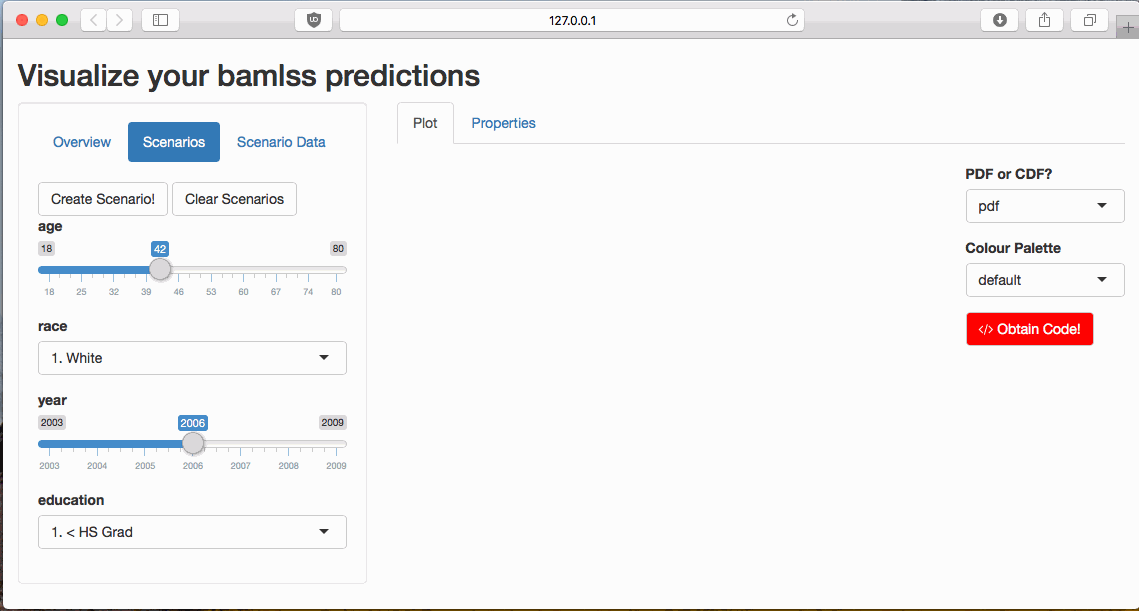 127.0.0.1
Visualize your bamlss predictions
Overview Scenarios Scenario Data
Create Scenario! Clear Scenarios
age
18 42 80
18 25 32 39 46 53 60 67 74 80
race
1. White
year
2003 2006 2009
2003 2004 2005 2006 2007 2008 2009
education
1. < HS Grad
Plot Properties
PDF or CDF?
pdf
Colour Palette
default
</> Obtain Code!